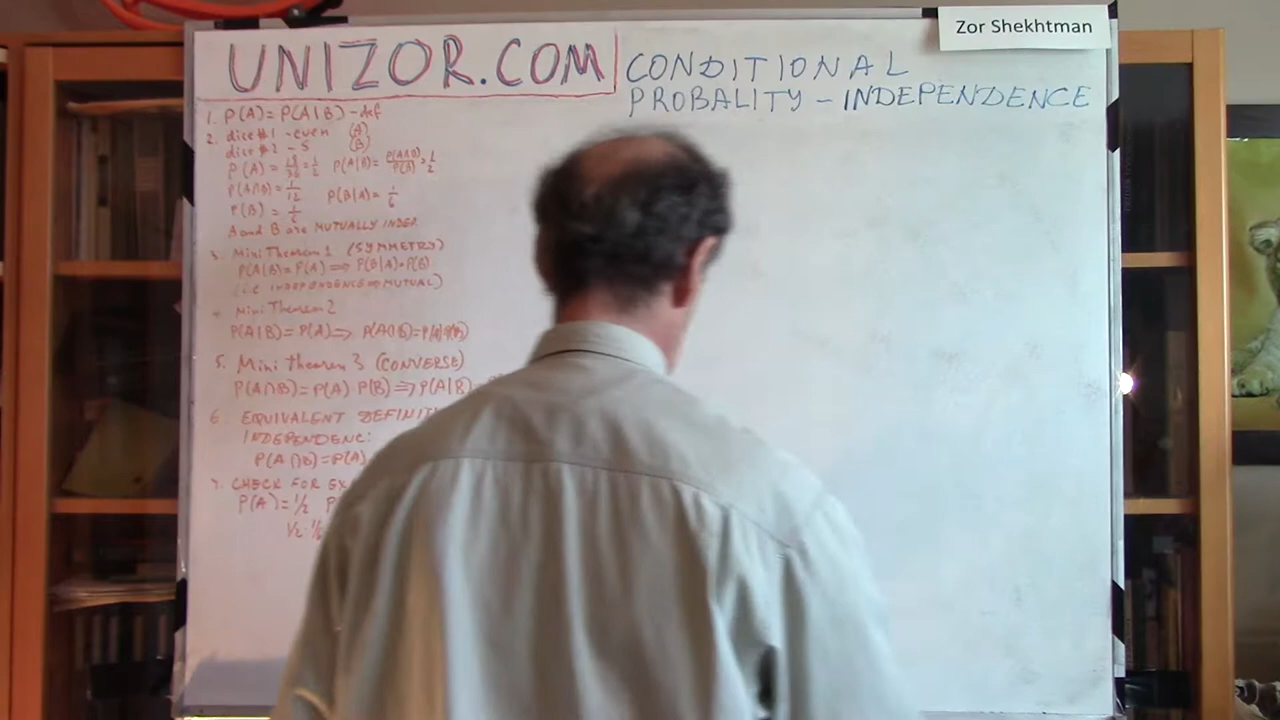 Zor Shekhtman
UNIZOR.COM
CONDITIONAL
PROBALITY - INDEPENDENCE
1. P(A) = P(A|B) - def
2. dice #1 - even (A)
dice #2 - 5 (B)
P(A) = 18/36 = 1/2 P(A|B) = P(A∩B)/P(B) = 1/2
P(A∩B) = 1/12 P(B|A) = 1/6
P(B) = 1/6
A and B are MUTUALLY INDEP.
3. Mini Theorem 1 (SYMMETRY)
P(A|B) = P(A) ⇒ P(B|A) = P(B)
(i.e. INDEPENDENCE MUTUAL)
4. Mini Theorem 2
P(A|B) = P(A) ⇒ P(A∩B) = P(A)·P(B)
5. Mini Theorem 3 (CONVERSE)
P(A∩B) = P(A) P(B) ⇒ P(A|B)
6. EQUIVALENT DEFINIT
INDEPENDENC:
P(A∩B) = P(A)
7. CHECK FOR EX
P(A) = 1/2 P
1/2 · 1/6